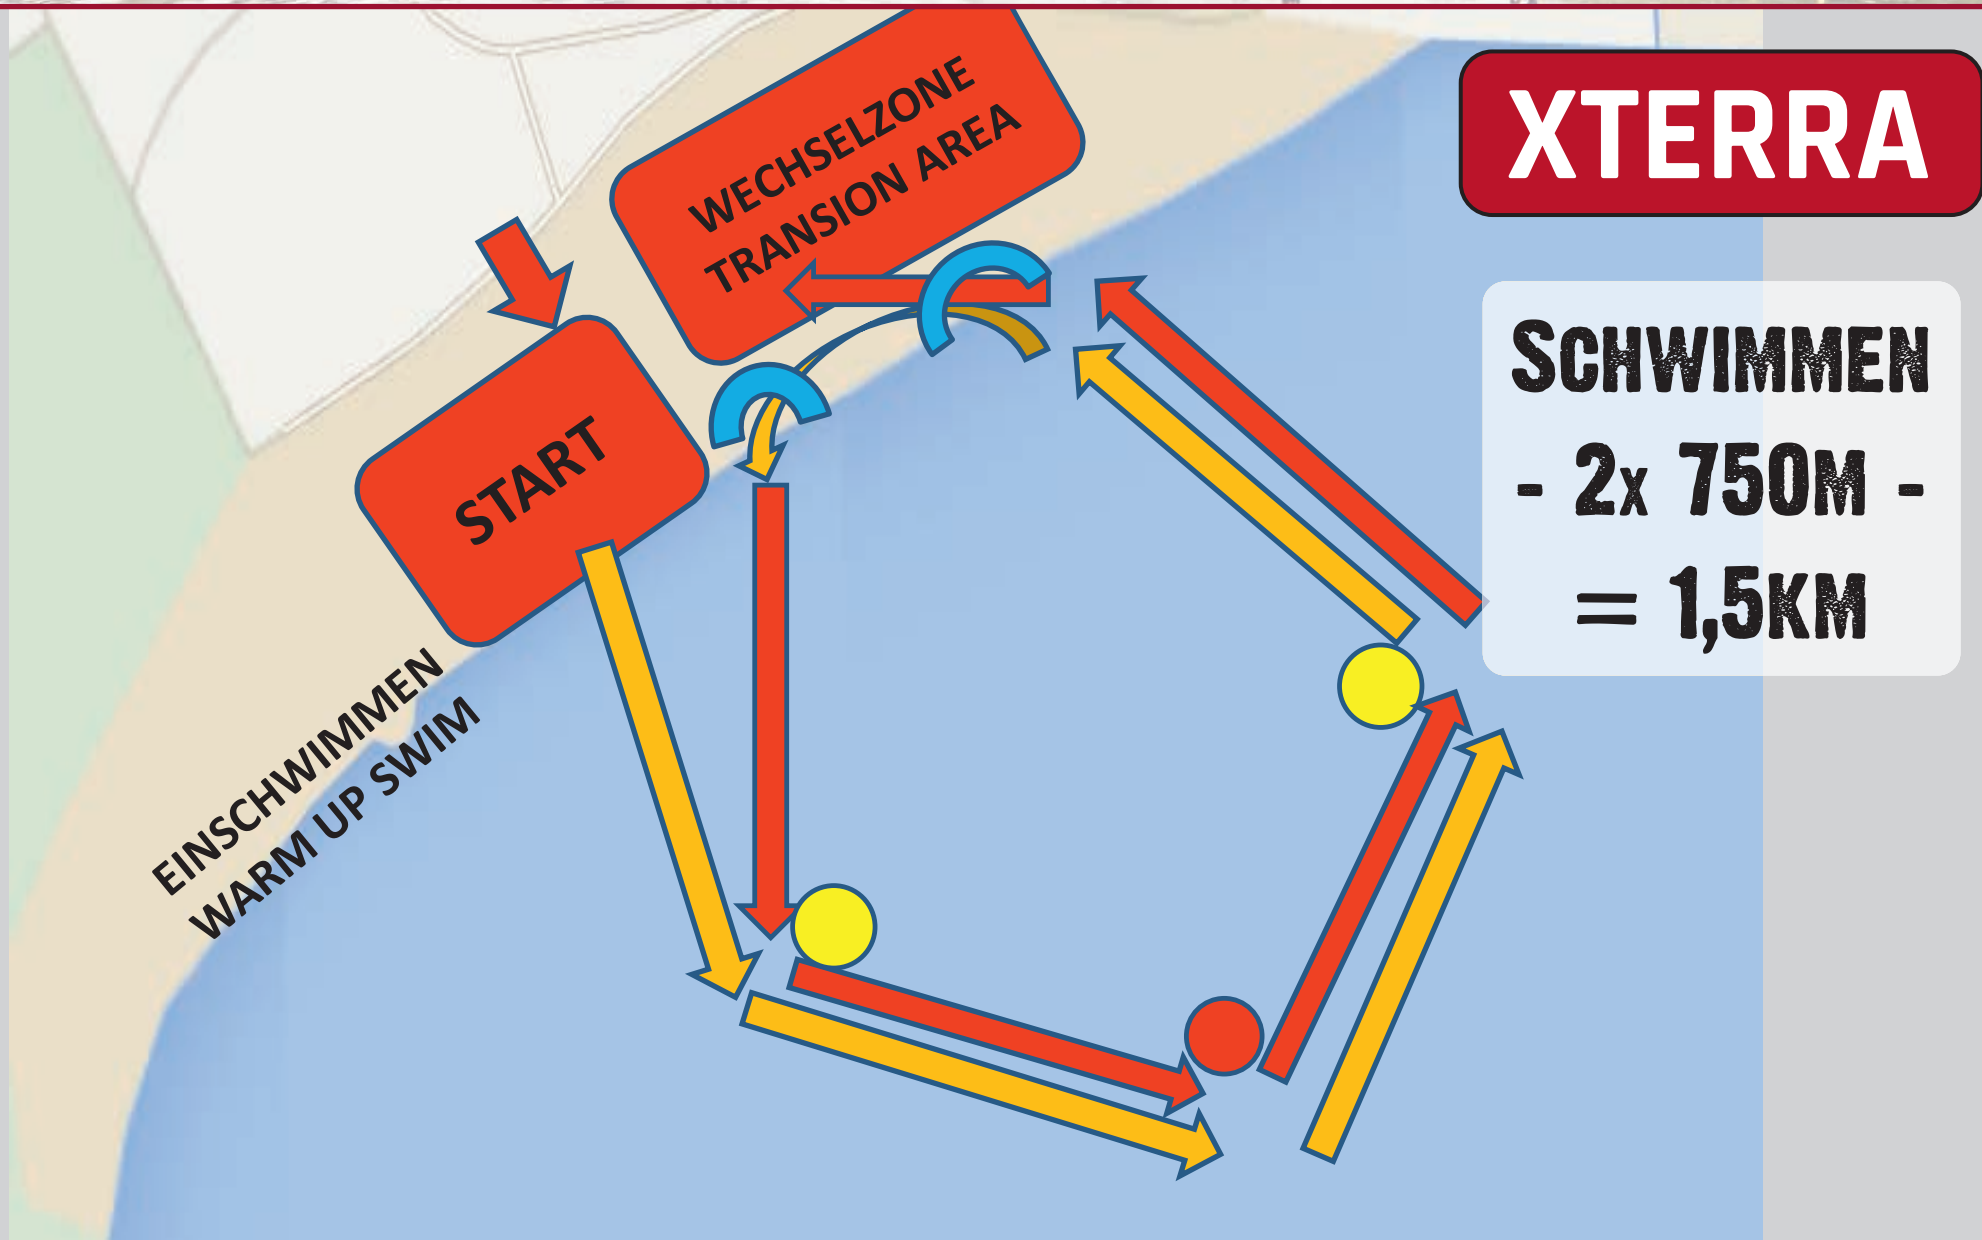 WECHSELZONE
TRANSION AREA
XTERRA
SCHWIMMEN
- 2x 750M -
= 1,5KM
START
EINSCHWIMMEN
WARM UP SWIM